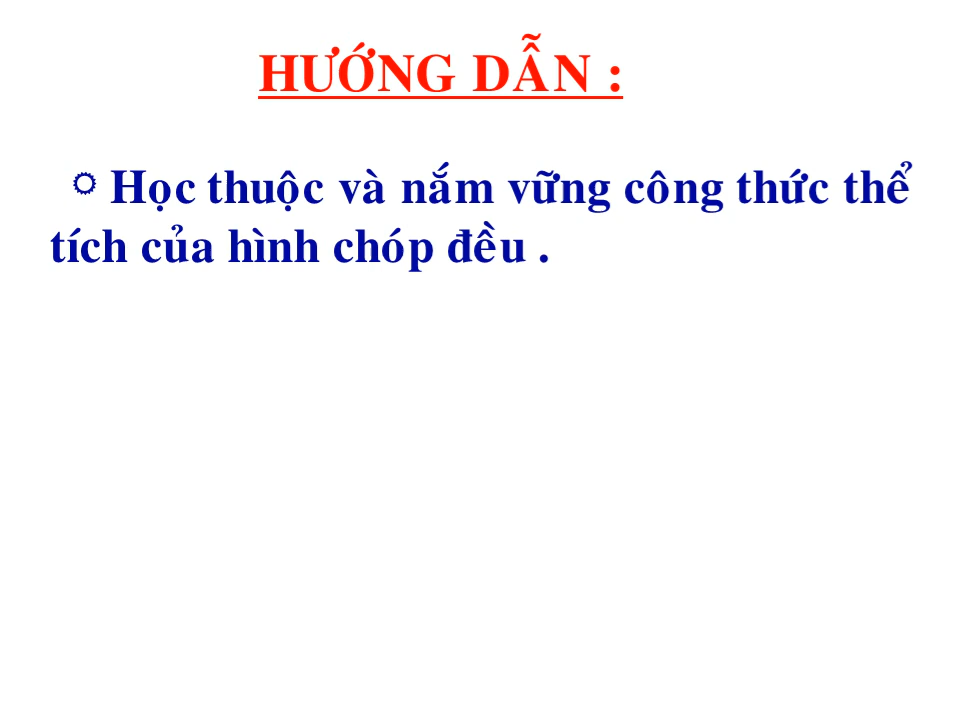 HƯỚNG DẪN :
Học thuộc và nắm vững công thức thể
tích của hình chóp đều .